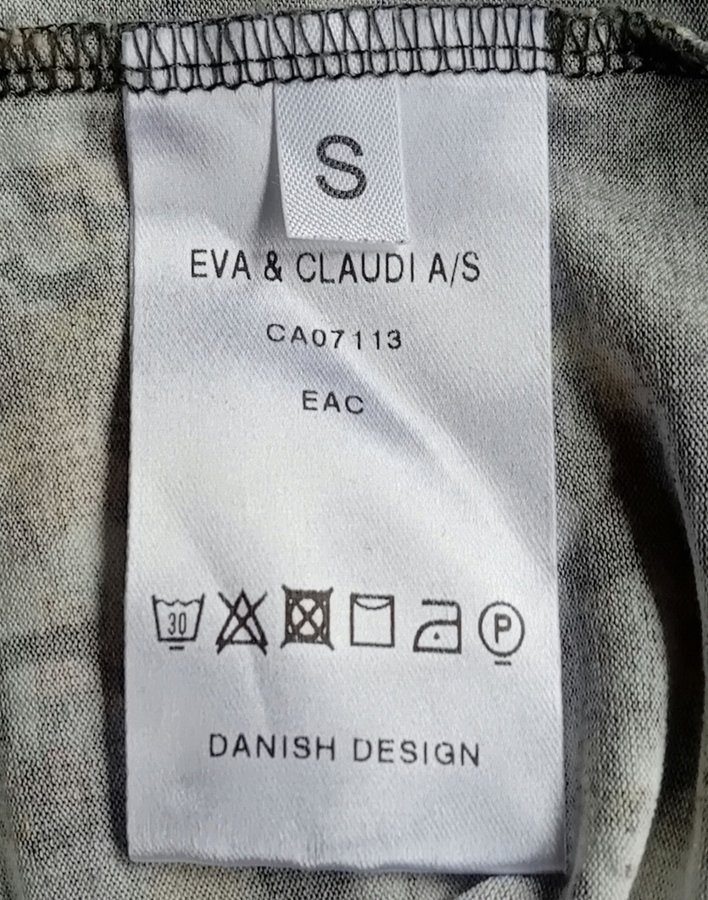 S
EVA & CLAUDI A/S
CA07113
EAC
30 P
DANISH DESIGN